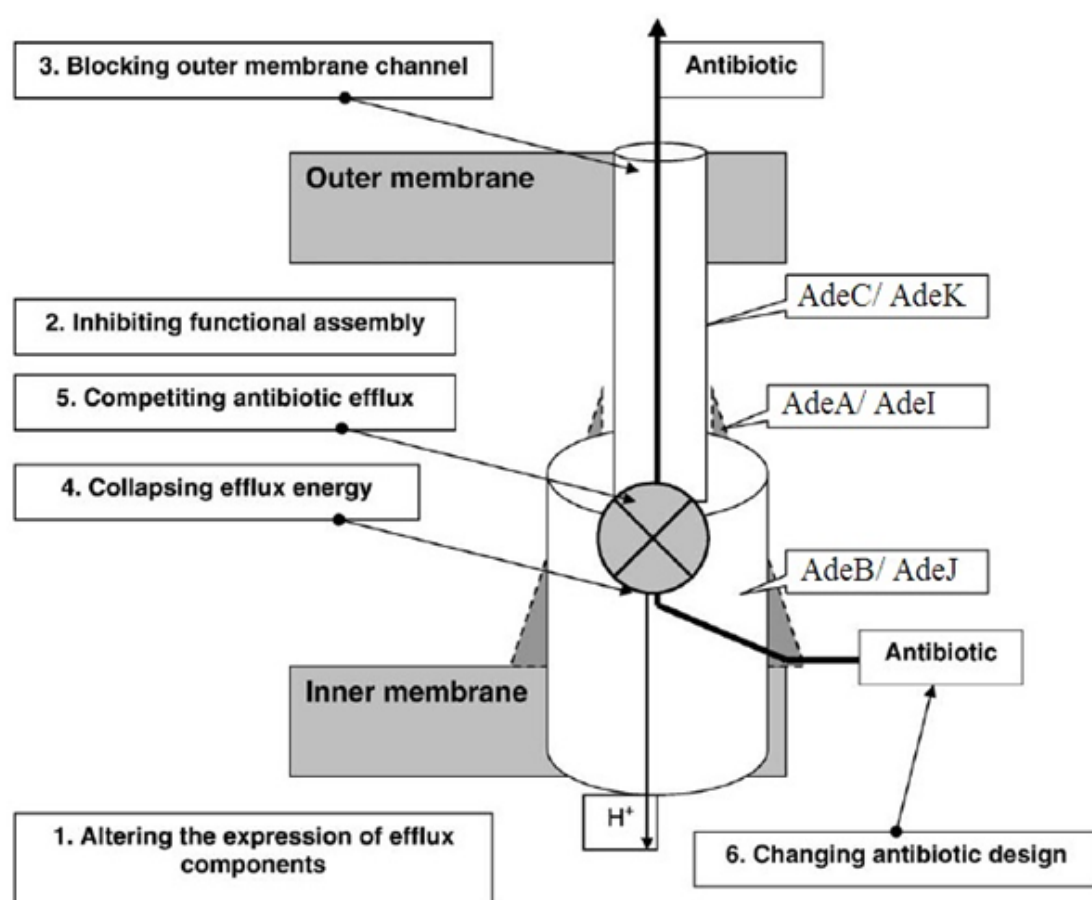 3. Blocking outer membrane channel
Antibiotic
Outer membrane
AdeC/ AdeK
2. Inhibiting functional assembly
5. Competiting antibiotic efflux
AdeA/ AdeI
4. Collapsing efflux energy
AdeB/ AdeJ
Antibiotic
Inner membrane
H⁺
1. Altering the expression of efflux
components
6. Changing antibiotic design